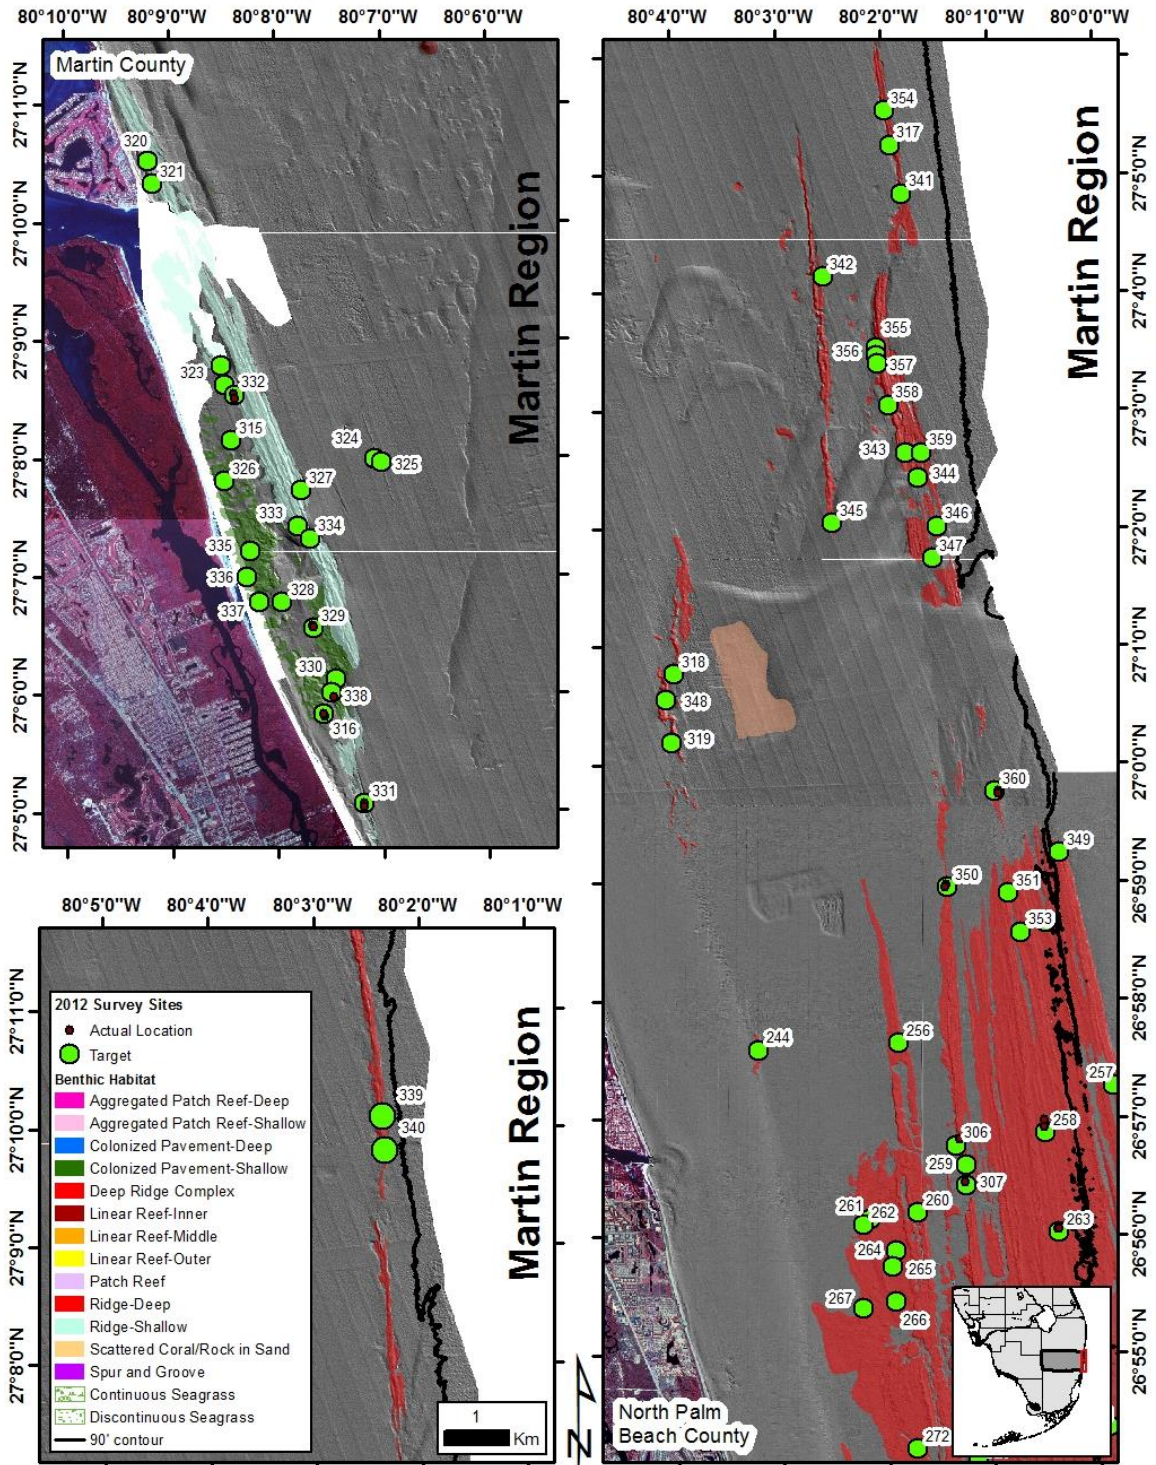 80°10'0"W 80°9'0"W 80°8'0"W 80°7'0"W 80°6'0"W
80°4'0"W 80°3'0"W 80°2'0"W 80°1'0"W 80°0'0"W
Martin County
27°11'0"N
27°10'0"N
27°9'0"N
27°8'0"N
27°7'0"N
27°6'0"N
27°5'0"N
320
321
323
332
315
324
325
326
327
333
334
335
336
328
337
329
330
338
316
331
Martin Region
80°5'0"W 80°4'0"W 80°3'0"W 80°2'0"W 80°1'0"W
27°11'0"N
27°10'0"N
27°9'0"N
27°8'0"N
339
340
Martin Region
2012 Survey Sites
Actual Location
Target
Benthic Habitat
Aggregated Patch Reef-Deep
Aggregated Patch Reef-Shallow
Colonized Pavement-Deep
Colonized Pavement-Shallow
Deep Ridge Complex
Linear Reef-Inner
Linear Reef-Middle
Linear Reef-Outer
Patch Reef
Ridge-Deep
Ridge-Shallow
Scattered Coral/Rock in Sand
Spur and Groove
Continuous Seagrass
Discontinuous Seagrass
90' contour
1
Km
N
354
317
341
342
355
356
357
358
343
359
344
345
346
347
318
348
319
360
349
350
351
353
256
244
257
258
306
259
307
260
261
262
263
264
265
267
266
272
Martin Region
27°5'0"N
27°4'0"N
27°3'0"N
27°2'0"N
27°1'0"N
27°0'0"N
26°59'0"N
26°58'0"N
26°57'0"N
26°56'0"N
26°55'0"N
North Palm
Beach County